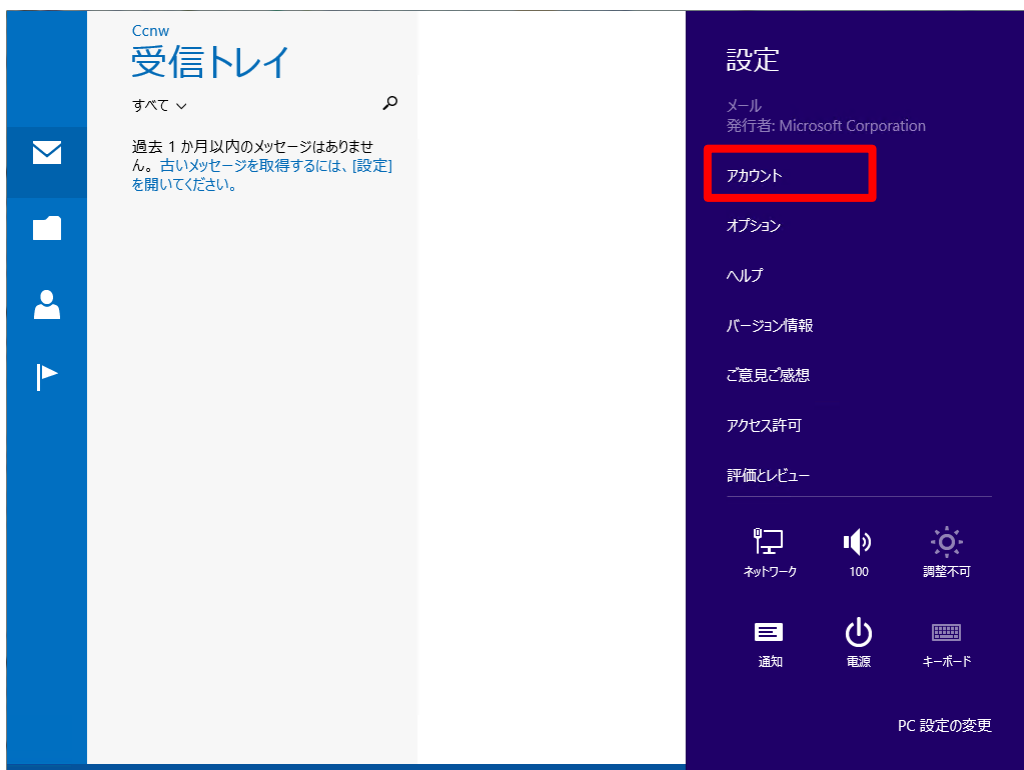 Ccnw
受信トレイ
すべて
過去 1 か月以内のメッセージはありませ
ん。古いメッセージを取得するには、[設定]
を開いてください。
設定
メール
発行者: Microsoft Corporation
アカウント
オプション
ヘルプ
バージョン情報
ご意見ご感想
アクセス許可
評価とレビュー
ネットワーク
100
調整不可
通知
電源
キーボード
PC 設定の変更